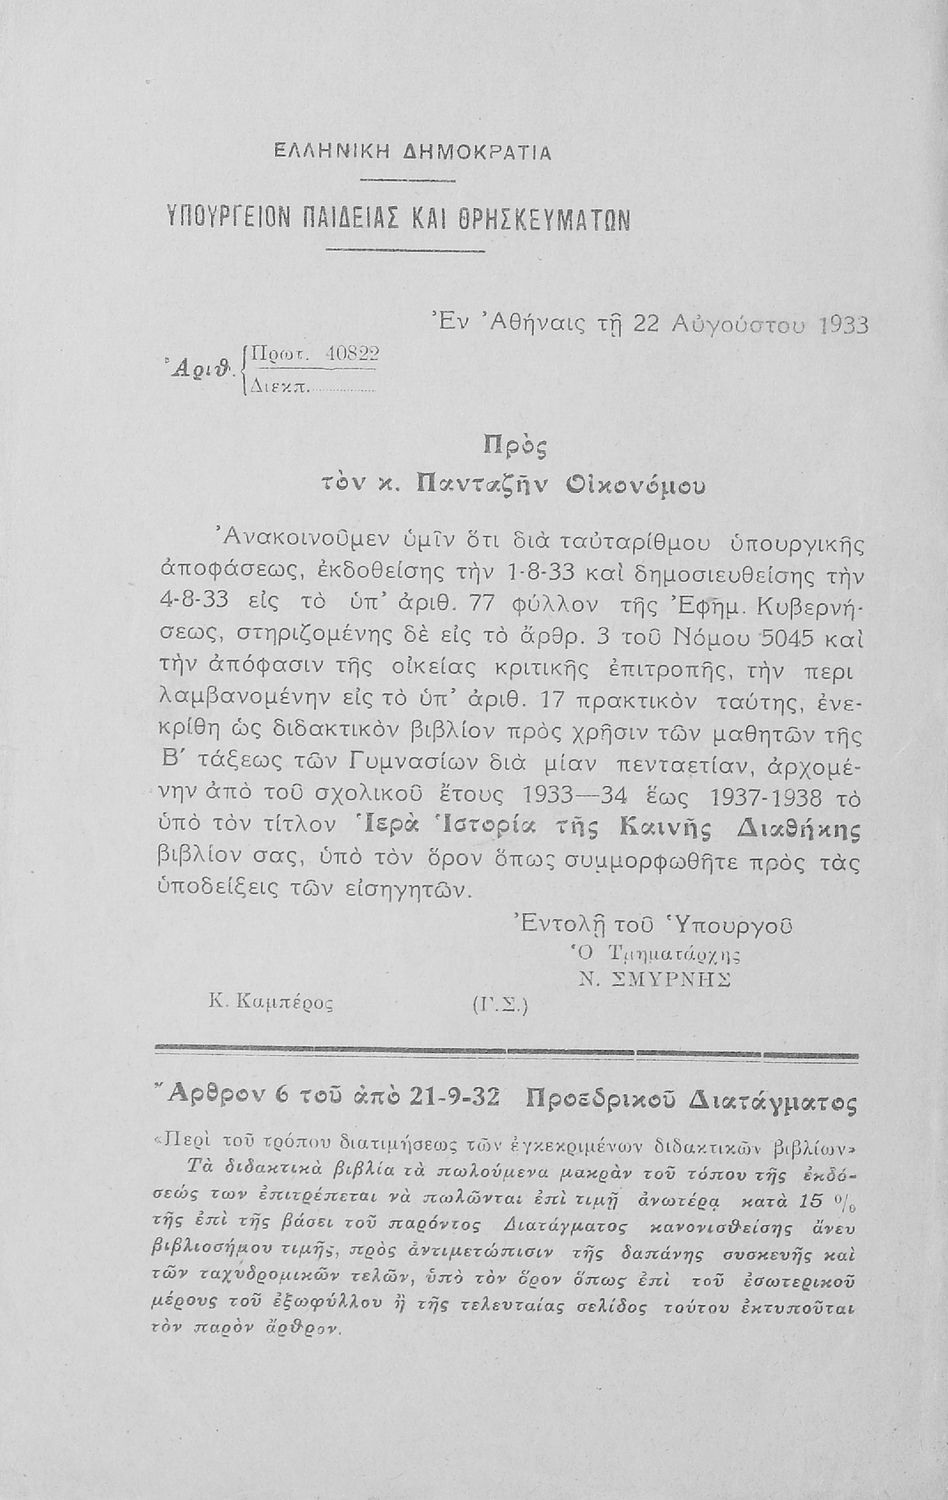 ΕΛΛΗΝΙΚΗ ΔΗΜΟΚΡΑΤΙΑ
ΥΠΟΥΡΓΕΙΟΝ ΠΑΙΔΕΙΑΣ ΚΑΙ ΘΡΗΣΚΕΥΜΑΤΩΝ
Ἐν Ἀθήναις τῇ 22 Αὐγούστου 1933
Ἀριθ. Πρωτ. 40822
Διεκπ.
Πρὸς
τὸν κ. Πανταζῆν Οἰκονόμου
Ἀνακοινοῦμεν ὑμῖν ὅτι διὰ ταὐταρίθμου ὑπουργικῆς
ἀποφάσεως, ἐκδοθείσης τὴν 1-8-33 καὶ δημοσιευθείσης τὴν
4-8-33 εἰς τὸ ὑπ' ἀριθ. 77 φύλλον τῆς Ἐφημ. Κυβερνή-
σεως, στηριζομένης δὲ εἰς τὸ ἄρθρ. 3 τοῦ Νόμου 5045 καὶ
τὴν ἀπόφασιν τῆς οἰκείας κριτικῆς ἐπιτροπῆς, τὴν περι
λαμβανομένην εἰς τὸ ὑπ' ἀριθ. 17 πρακτικὸν ταύτης, ἐνε-
κρίθη ὡς διδακτικὸν βιβλίον πρὸς χρῆσιν τῶν μαθητῶν τῆς
Β' τάξεως τῶν Γυμνασίων διὰ μίαν πενταετίαν, ἀρχομέ-
νην ἀπὸ τοῦ σχολικοῦ ἔτους 1933—34 ἕως 1937-1938 τὸ
ὑπὸ τὸν τίτλον Ἱερὰ Ἱστορία τῆς Καινῆς Διαθήκης
βιβλίον σας, ὑπὸ τὸν ὅρον ὅπως συμμορφωθῆτε πρὸς τὰς
ὑποδείξεις τῶν εἰσηγητῶν.
Ἐντολῇ τοῦ Ὑπουργοῦ
Ὁ Τμηματάρχης
Ν. ΣΜΥΡΝΗΣ
Κ. Καμπέρος (Γ.Σ.)
Ἄρθρον 6 τοῦ ἀπὸ 21-9-32 Προεδρικοῦ Διατάγματος
«Περὶ τοῦ τρόπου διατιμήσεως τῶν ἐγκεκριμένων διδακτικῶν βιβλίων»
Τὰ διδακτικὰ βιβλία τὰ πωλούμενα μακρὰν τοῦ τόπου τῆς ἐκδό-
σεώς των ἐπιτρέπεται νὰ πωλῶνται ἐπὶ τιμῇ ἀνωτέρᾳ κατὰ 15 %
τῆς ἐπὶ τῆς βάσει τοῦ παρόντος Διατάγματος κανονισθείσης ἄνευ
βιβλιοσήμου τιμῆς, πρὸς ἀντιμετώπισιν τῆς δαπάνης συσκευῆς καὶ
τῶν ταχυδρομικῶν τελῶν, ὑπὸ τὸν ὅρον ὅπως ἐπὶ τοῦ ἐσωτερικοῦ
μέρους τοῦ ἐξωφύλλου ἢ τῆς τελευταίας σελίδος τούτου ἐκτυποῦται
τὸν παρὸν ἄρθρον.